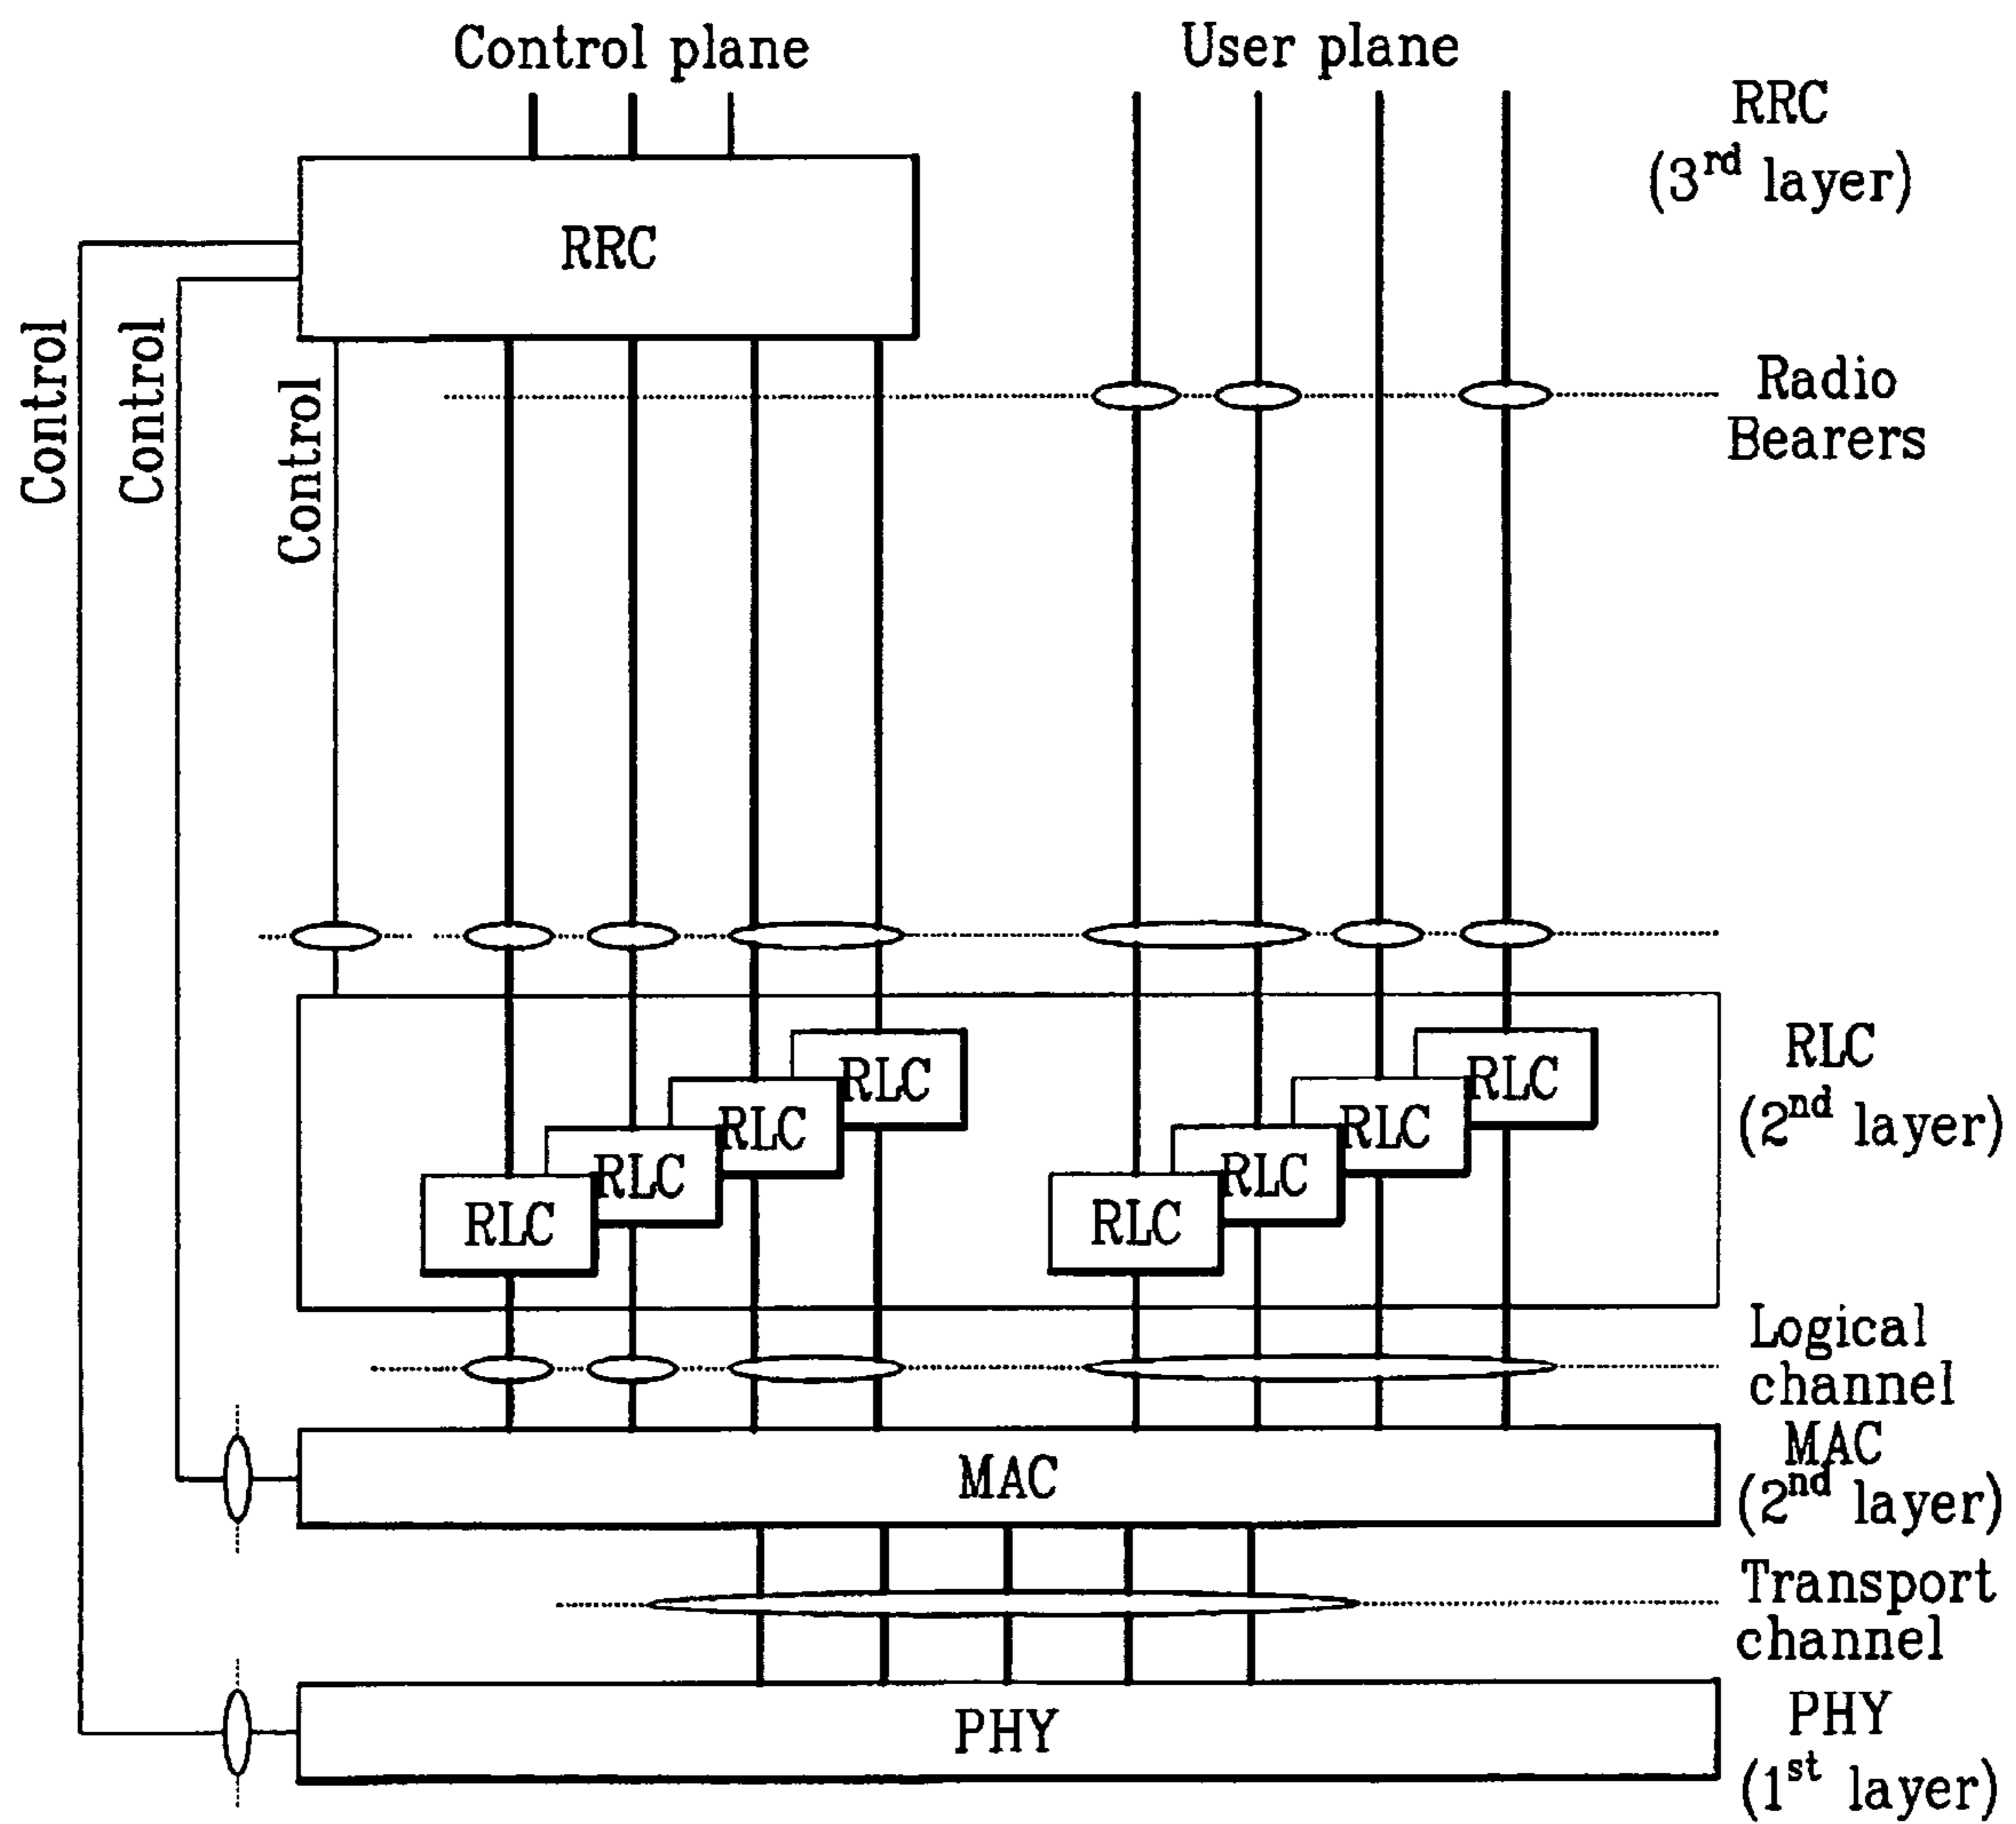 Control plane
User plane
RRC
(3rd layer)
RRC
Control
Control
Control
Radio
Bearers
RLC
RLC
RLC
RLC
RLC
RLC
RLC
RLC
RLC
(2nd layer)
Logical
channel
MAC
MAC
(2nd layer)
Transport
channel
PHY
PHY
(1st layer)